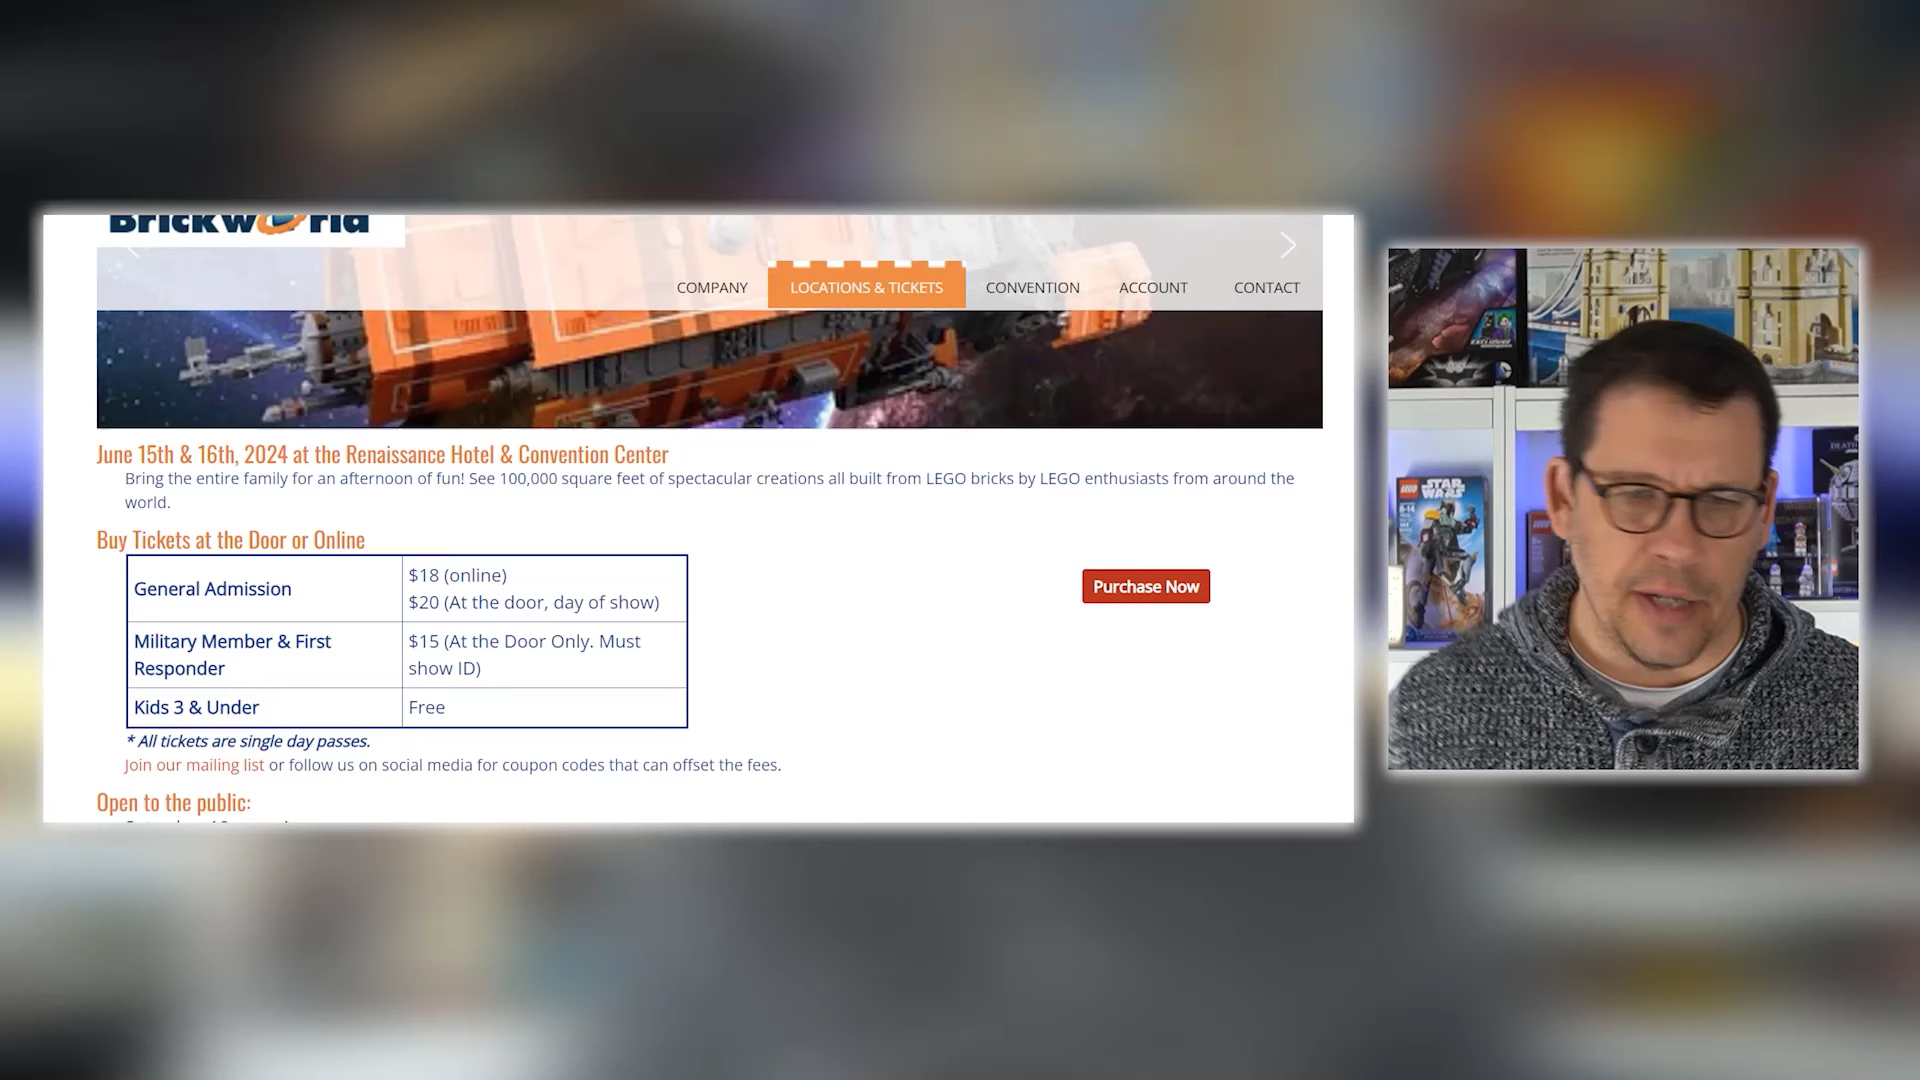 Brickworld
COMPANY
LOCATIONS & TICKETS
CONVENTION
ACCOUNT
CONTACT
June 15th & 16th, 2024 at the Renaissance Hotel & Convention Center
Bring the entire family for an afternoon of fun! See 100,000 square feet of spectacular creations all built from LEGO bricks by LEGO enthusiasts from around the
world.
Buy Tickets at the Door or Online
General Admission
$18 (online)
$20 (At the door, day of show)
Purchase Now
Military Member & First
Responder
$15 (At the Door Only. Must
show ID)
Kids 3 & Under
Free
* All tickets are single day passes.
Join our mailing list or follow us on social media for coupon codes that can offset the fees.
Open to the public:
LEGO
STAR
WARS
8-14